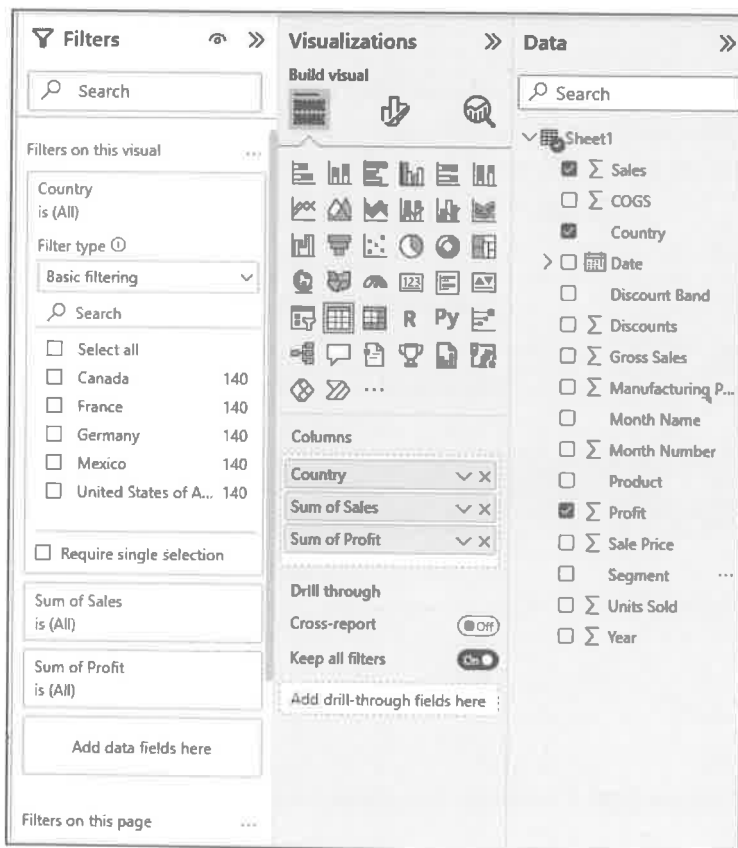 Filters
Search
Filters on this visual
Country
is (All)
Filter type
Basic filtering
Search
Select all
Canada 140
France 140
Germany 140
Mexico 140
United States of A... 140
Require single selection
Sum of Sales
is (All)
Sum of Profit
is (All)
Add data fields here
Filters on this page
Visualizations
Build visual
123
R Py
Columns
Country
Sum of Sales
Sum of Profit
Drill through
Cross-report Off
Keep all filters On
Add drill-through fields here
Data
Search
Sheet1
Sales
COGS
Country
Date
Discount Band
Discounts
Gross Sales
Manufacturing P...
Month Name
Month Number
Product
Profit
Sale Price
Segment
Units Sold
Year